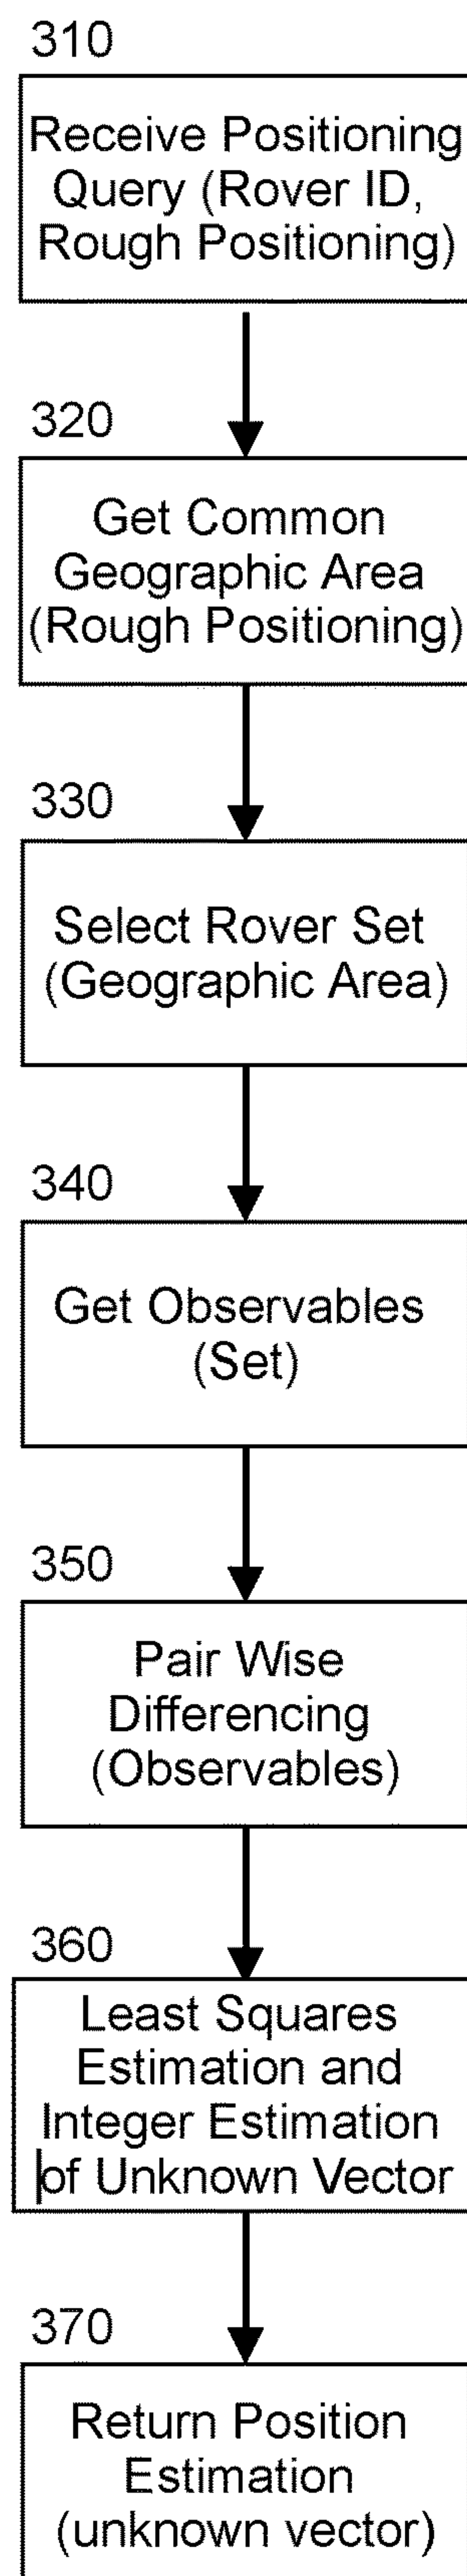 310
Receive Positioning
Query (Rover ID,
Rough Positioning)
320
Get Common
Geographic Area
(Rough Positioning)
330
Select Rover Set
(Geographic Area)
340
Get Observables
(Set)
350
Pair Wise
Differencing
(Observables)
360
Least Squares
Estimation and
Integer Estimation
of Unknown Vector
370
Return Position
Estimation
(unknown vector)